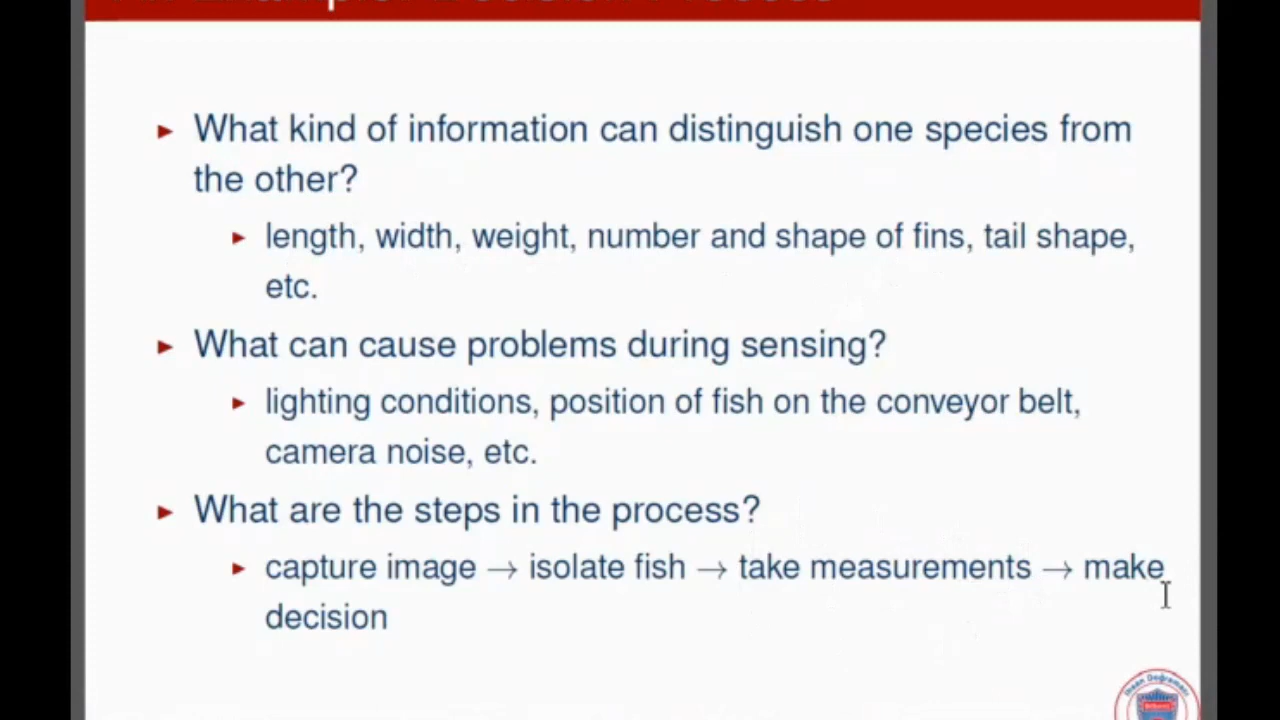 What kind of information can distinguish one species from
the other?
length, width, weight, number and shape of fins, tail shape,
etc.
What can cause problems during sensing?
lighting conditions, position of fish on the conveyor belt,
camera noise, etc.
What are the steps in the process?
capture image → isolate fish → take measurements → make
decision